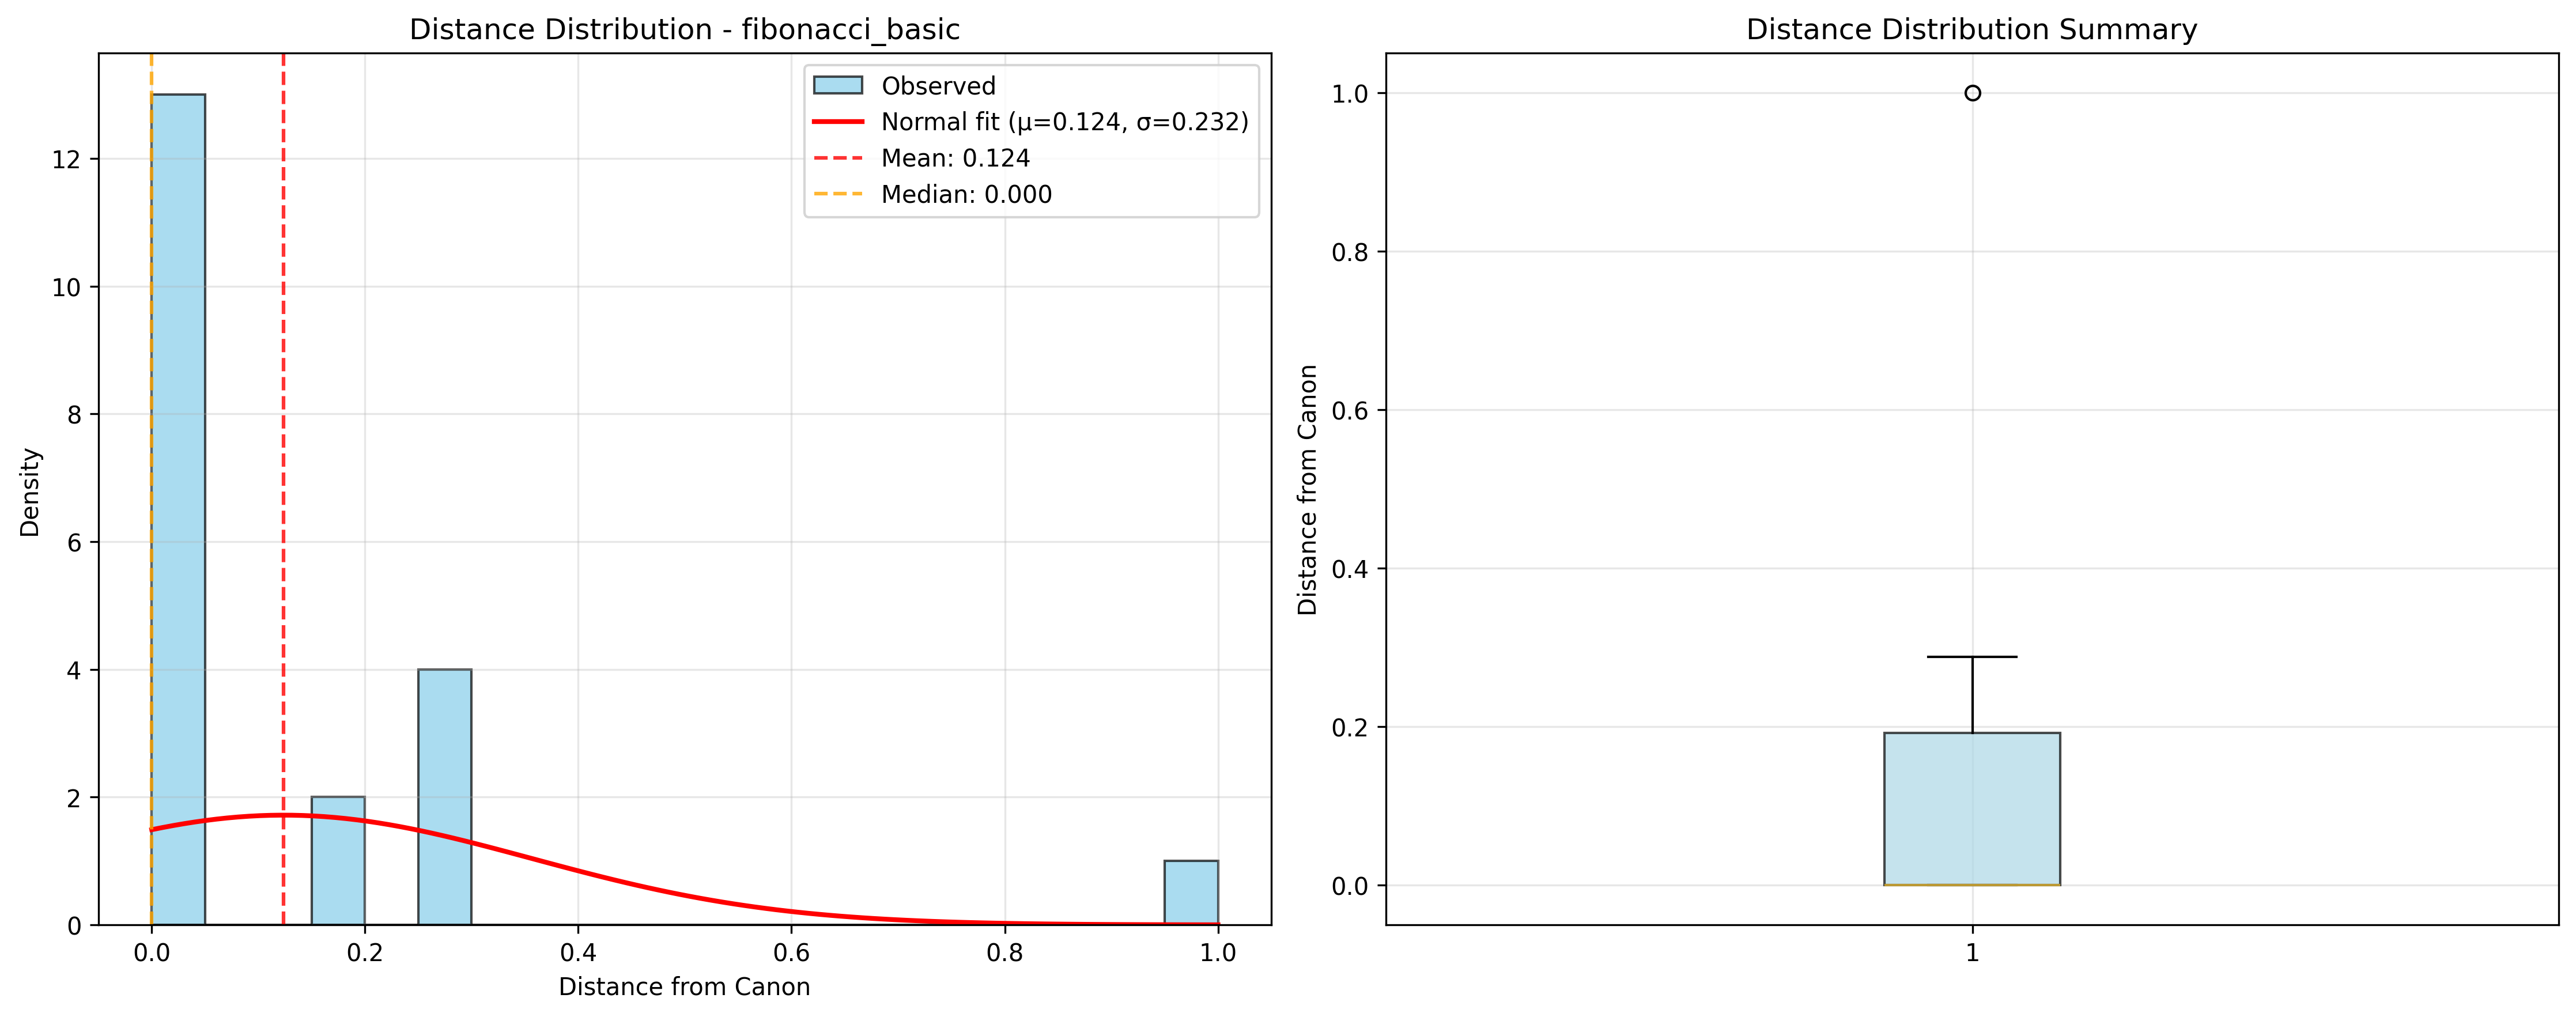 Distance Distribution - fibonacci_basic
Observed
Normal fit (μ=0.124, σ=0.232)
Mean: 0.124
Median: 0.000
Density
12
10
8
6
4
2
0
0.0 0.2 0.4 0.6 0.8 1.0
Distance from Canon
Distance Distribution Summary
Distance from Canon
1.0
0.8
0.6
0.4
0.2
0.0
1